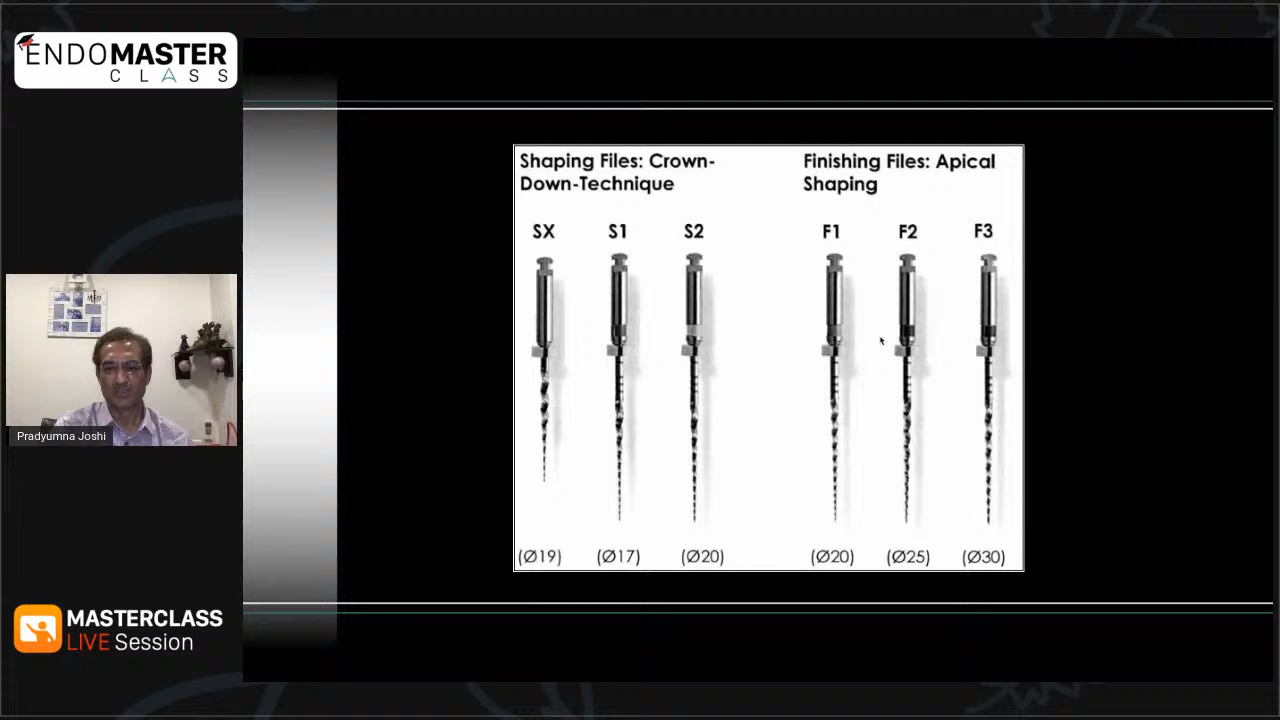 ENDOMASTER
CLASS
Shaping Files: Crown-
Down-Technique
Finishing Files: Apical
Shaping
SX S1 S2 F1 F2 F3
Pradyumna Joshi
(Ø19) (Ø17) (Ø20) (Ø20) (Ø25) (Ø30)
MASTERCLASS
LIVE Session